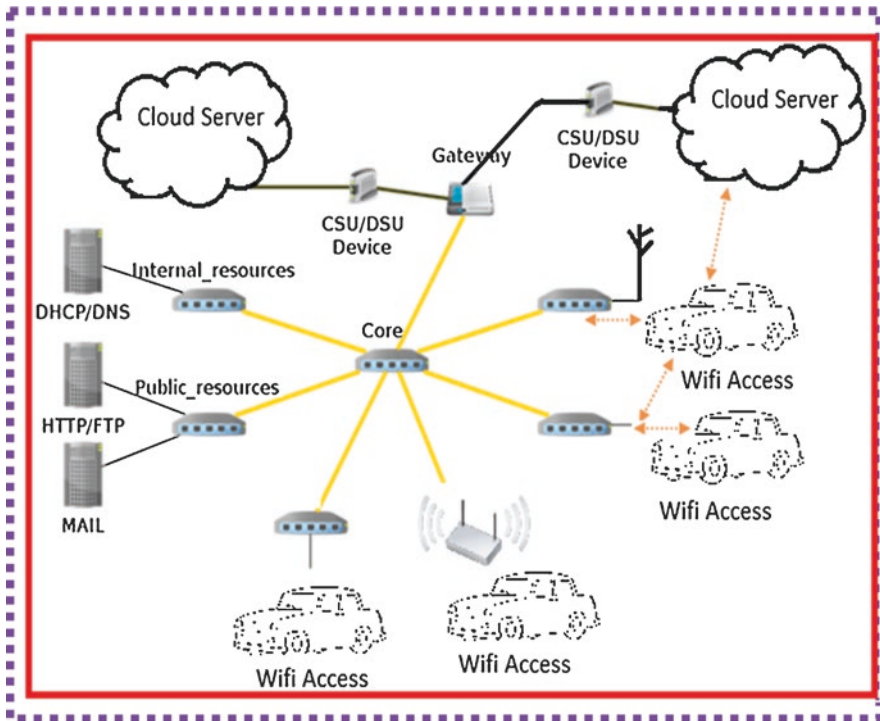 Cloud Server
Cloud Server
CSU/DSU
Device
Gateway
CSU/DSU
Device
Internal_resources
DHCP/DNS
Core
Wifi Access
Public_resources
HTTP/FTP
MAIL
Wifi Access
Wifi Access
Wifi Access